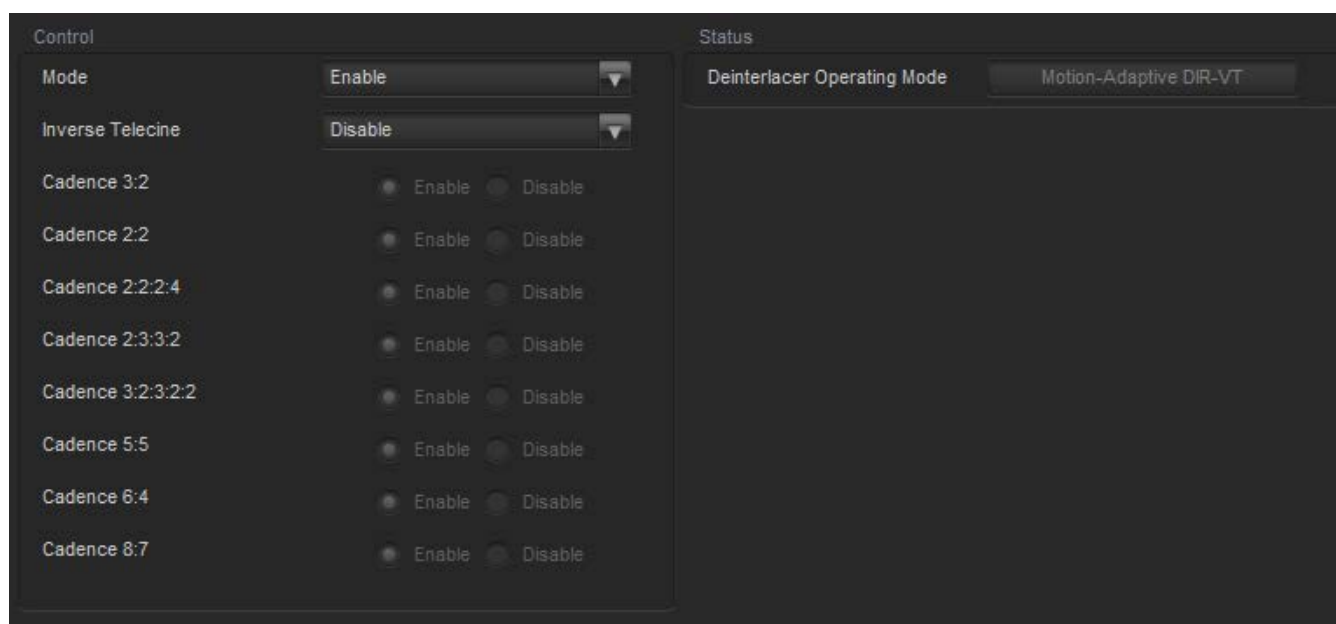 Control
Mode Enable
Inverse Telecine Disable
Cadence 3:2 Enable Disable
Cadence 2:2 Enable Disable
Cadence 2:2:2:4 Enable Disable
Cadence 2:3:3:2 Enable Disable
Cadence 3:2:3:2:2 Enable Disable
Cadence 5:5 Enable Disable
Cadence 6:4 Enable Disable
Cadence 8:7 Enable Disable
Status
Deinterlacer Operating Mode Motion-Adaptive DIR-VT